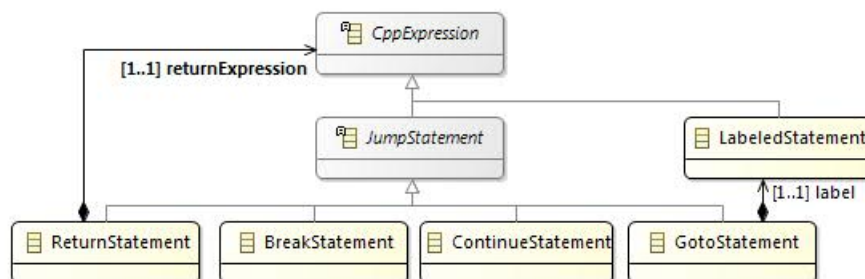 CppExpression
[1..1] returnExpression
JumpStatement
LabeledStatement
[1..1] label
ReturnStatement
BreakStatement
ContinueStatement
GotoStatement